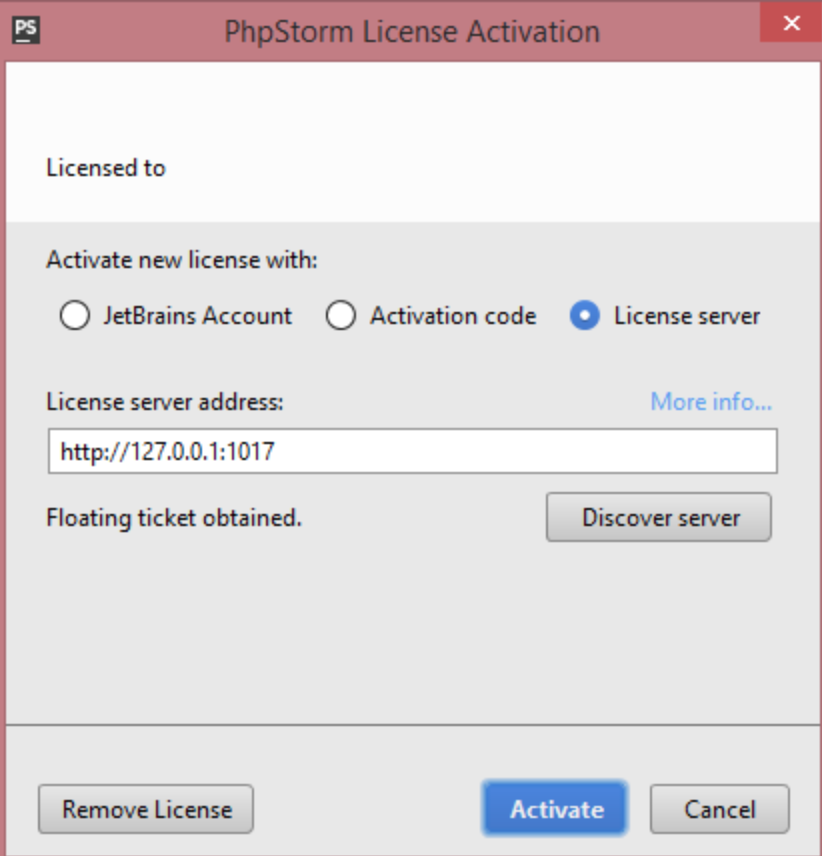 PS PhpStorm License Activation
Licensed to
Activate new license with:
JetBrains Account Activation code License server
License server address: More info...
http://127.0.0.1:1017
Floating ticket obtained. Discover server
Remove License Activate Cancel